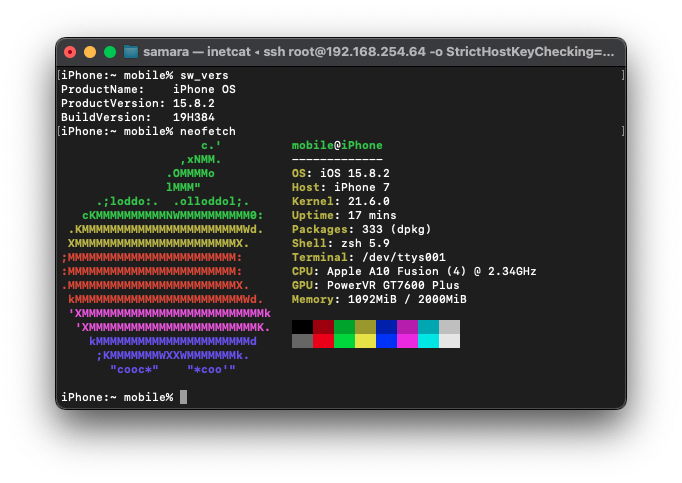 samara — inetcat ◂ ssh root@192.168.254.64 -o StrictHostKeyChecking=...
[iPhone:~ mobile% sw_vers ]
ProductName:    iPhone OS
ProductVersion: 15.8.2
BuildVersion:   19H384
[iPhone:~ mobile% neofetch ]
                    c.'          mobile@iPhone
                 ,xNMM.          -------------
               .OMMMMo           OS: iOS 15.8.2
               lMMM"             Host: iPhone 7
     .;loddo:.  .olloddol;.      Kernel: 21.6.0
   cKMMMMMMMMMMNWMMMMMMMMMM0:    Uptime: 17 mins
 .KMMMMMMMMMMMMMMMMMMMMMMMWd.    Packages: 333 (dpkg)
 XMMMMMMMMMMMMMMMMMMMMMMMX.      Shell: zsh 5.9
;MMMMMMMMMMMMMMMMMMMMMMMM:       Terminal: /dev/ttys001
:MMMMMMMMMMMMMMMMMMMMMMMM:       CPU: Apple A10 Fusion (4) @ 2.34GHz
.MMMMMMMMMMMMMMMMMMMMMMMMX.      GPU: PowerVR GT7600 Plus
 kMMMMMMMMMMMMMMMMMMMMMMMMWd.    Memory: 1092MiB / 2000MiB
 'XMMMMMMMMMMMMMMMMMMMMMMMMMMk
  'XMMMMMMMMMMMMMMMMMMMMMMMMK.
    kMMMMMMMMMMMMMMMMMMMMMMd
     ;KMMMMMMMWXXWMMMMMMMk.
       "cooc*"    "*coo'"
iPhone:~ mobile%